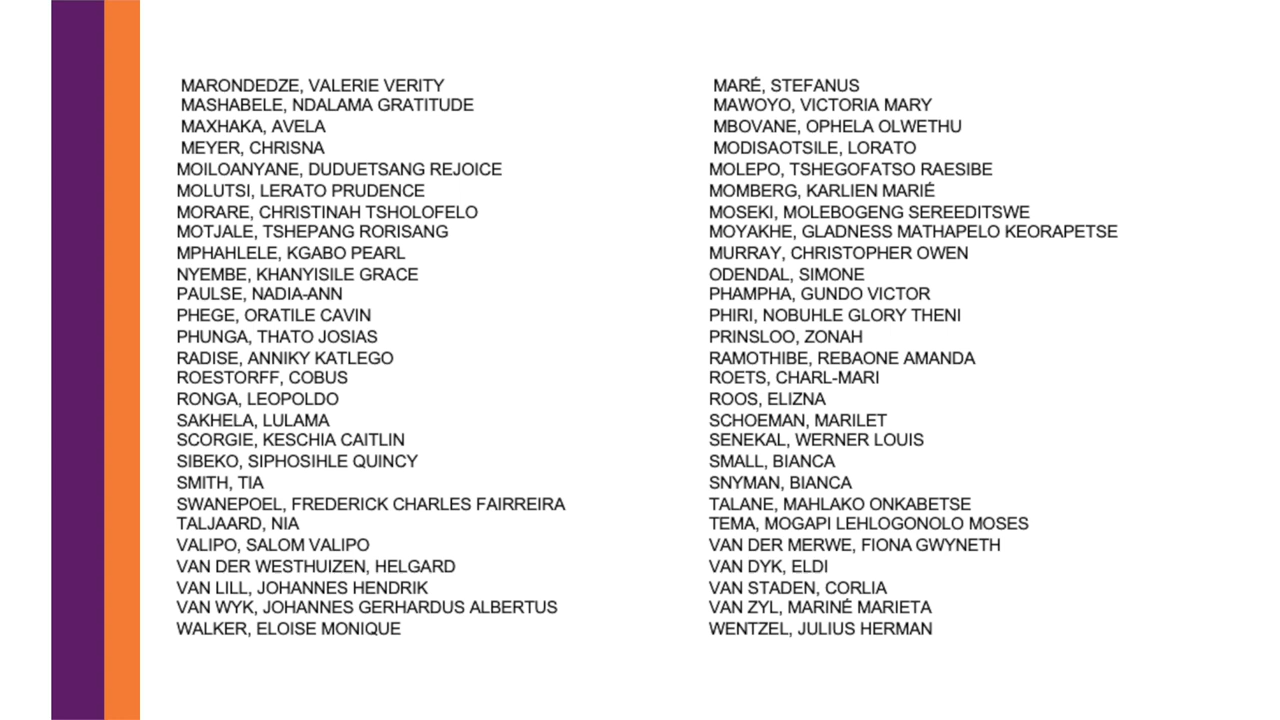 MARONDEDZE, VALERIE VERITY
MASHABELE, NDALAMA GRATITUDE
MAXHAKA, AVELA
MEYER, CHRISNA
MOILOANYANE, DUDUETSANG REJOICE
MOLUTSI, LERATO PRUDENCE
MORARE, CHRISTINAH TSHOLOFELO
MOTJALE, TSHEPANG RORISANG
MPHAHLELE, KGABO PEARL
NYEMBE, KHANYISILE GRACE
PAULSE, NADIA-ANN
PHEGE, ORATILE CAVIN
PHUNGA, THATO JOSIAS
RADISE, ANNIKY KATLEGO
ROESTORFF, COBUS
RONGA, LEOPOLDO
SAKHELA, LULAMA
SCORGIE, KESCHIA CAITLIN
SIBEKO, SIPHOSIHLE QUINCY
SMITH, TIA
SWANEPOEL, FREDERICK CHARLES FAIRREIRA
TALJAARD, NIA
VALIPO, SALOM VALIPO
VAN DER WESTHUIZEN, HELGARD
VAN LILL, JOHANNES HENDRIK
VAN WYK, JOHANNES GERHARDUS ALBERTUS
WALKER, ELOISE MONIQUE
MARÉ, STEFANUS
MAWOYO, VICTORIA MARY
MBOVANE, OPHELA OLWETHU
MODISAOTSILE, LORATO
MOLEPO, TSHEGOFATSO RAESIBE
MOMBERG, KARLIEN MARIÉ
MOSEKI, MOLEBOGENG SEREEDITSWE
MOYAKHE, GLADNESS MATHAPELO KEORAPETSE
MURRAY, CHRISTOPHER OWEN
ODENDAL, SIMONE
PHAMPHA, GUNDO VICTOR
PHIRI, NOBUHLE GLORY THENI
PRINSLOO, ZONAH
RAMOTHIBE, REBAONE AMANDA
ROETS, CHARL-MARI
ROOS, ELIZNA
SCHOEMAN, MARILET
SENEKAL, WERNER LOUIS
SMALL, BIANCA
SNYMAN, BIANCA
TALANE, MAHLAKO ONKABETSE
TEMA, MOGAPI LEHLOGONOLO MOSES
VAN DER MERWE, FIONA GWYNETH
VAN DYK, ELDI
VAN STADEN, CORLIA
VAN ZYL, MARINÉ MARIETA
WENTZEL, JULIUS HERMAN